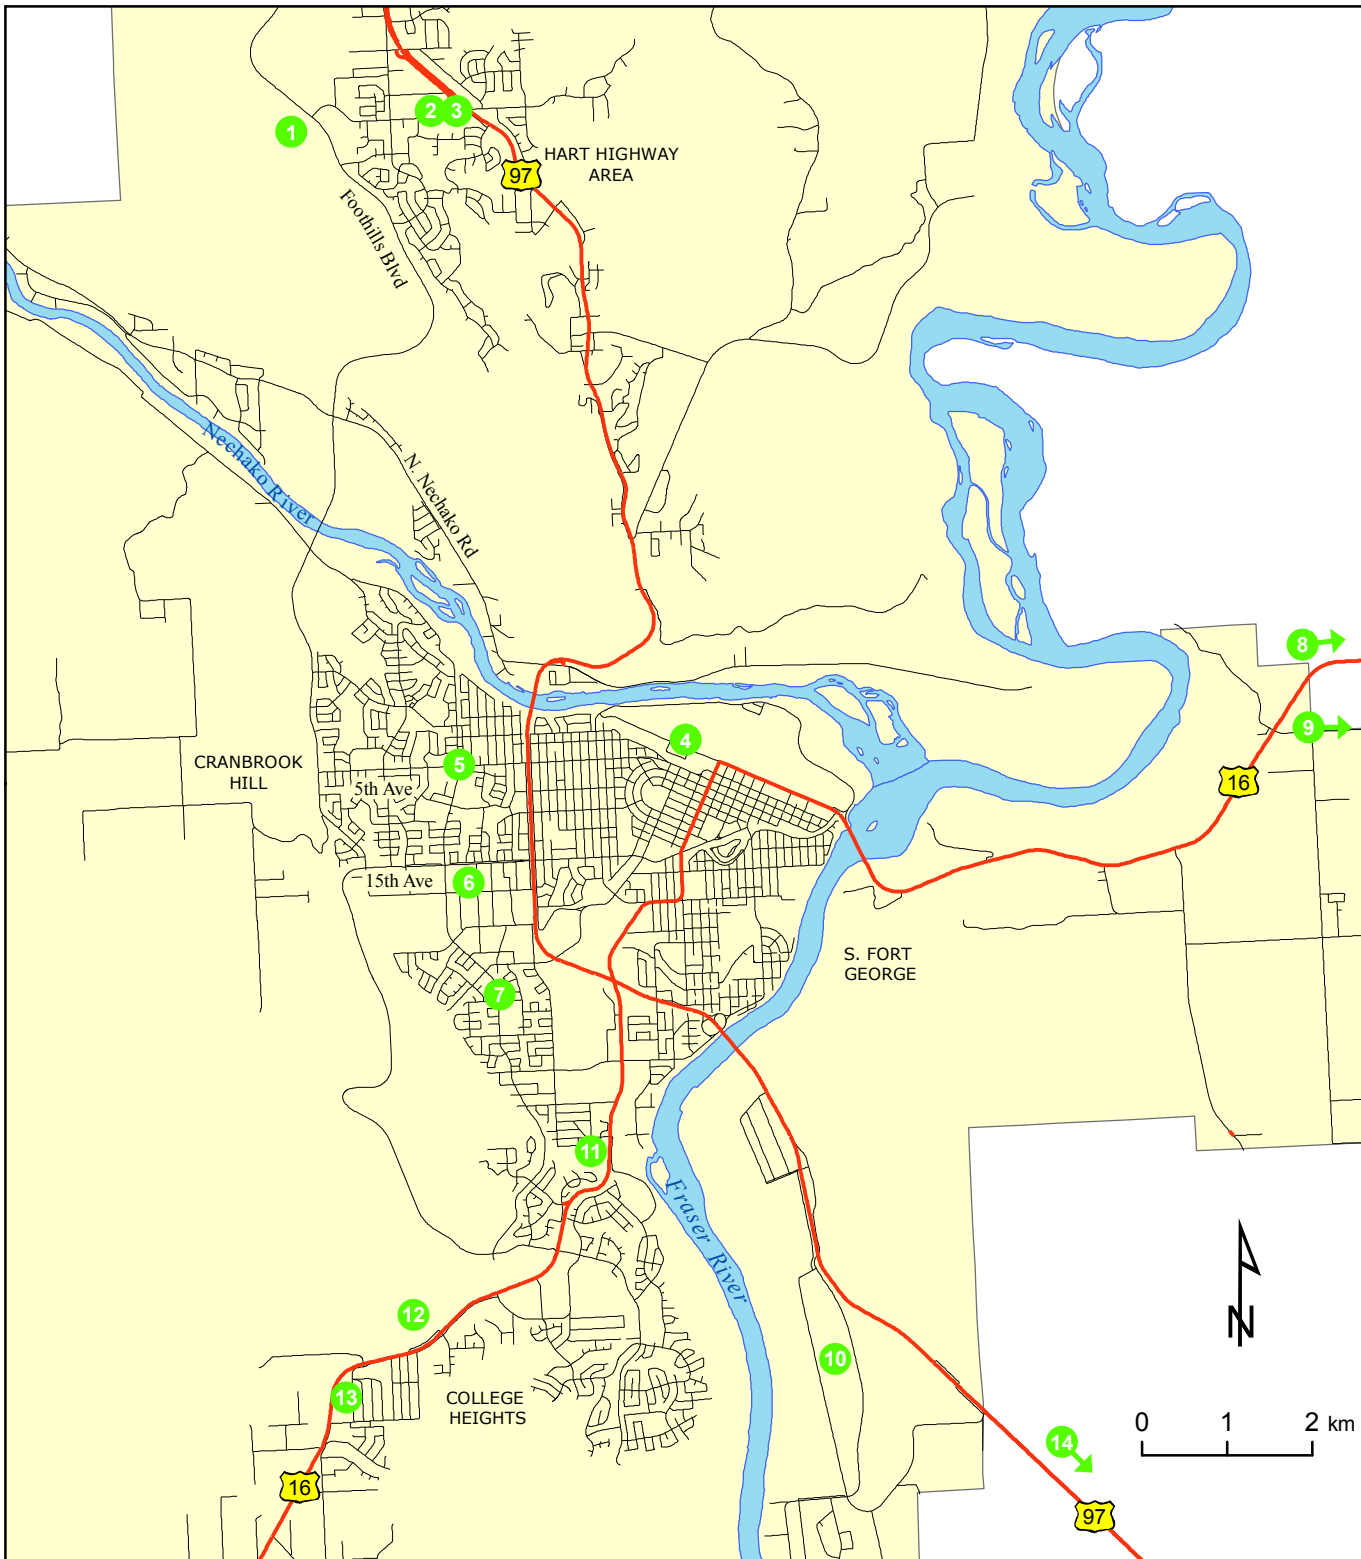 1
2
3
HART HIGHWAY
AREA
97
Foothills Blvd
Nechako River
N. Nechako Rd
8
9
4
CRANBROOK
HILL
5
5th Ave
16
15th Ave
6
S. FORT
GEORGE
7
11
Fraser River
N
12
10
13
COLLEGE
HEIGHTS
0 1 2 km
14
16
97